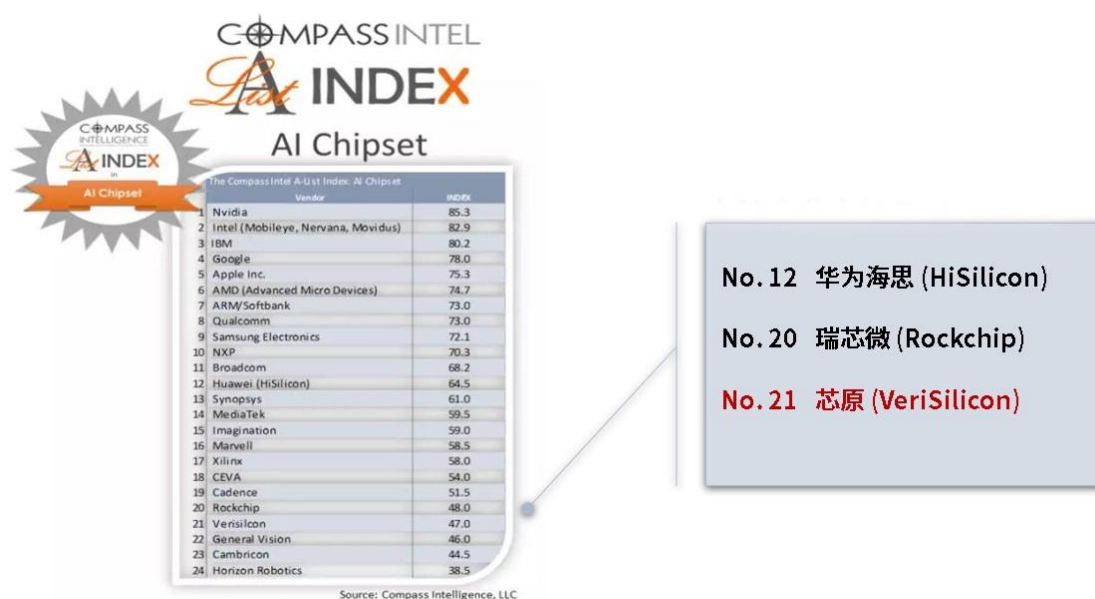 COMPASS INTEL
A List INDEX
AI Chipset
COMPASS
INTELLIGENCE
A List INDEX
in
AI Chipset
The Compass Intel A-List Index: AI Chipset
Vendor INDEX
1 Nvidia 85.3
2 Intel (Mobileye, Nervana, Movidus) 82.9
3 IBM 80.2
4 Google 78.0
5 Apple Inc. 75.3
6 AMD (Advanced Micro Devices) 74.7
7 ARM/Softbank 73.0
8 Qualcomm 73.0
9 Samsung Electronics 72.1
10 NXP 70.3
11 Broadcom 68.2
12 Huawei (HiSilicon) 64.5
13 Synopsys 61.0
14 MediaTek 59.5
15 Imagination 59.0
16 Marvell 58.5
17 Xilinx 58.0
18 CEVA 54.0
19 Cadence 51.5
20 Rockchip 48.0
21 Verisilcon 47.0
22 General Vision 46.0
23 Cambricon 44.5
24 Horizon Robotics 38.5
Source: Compass Intelligence, LLC
No.12 华为海思 (HiSilicon)
No.20 瑞芯微 (Rockchip)
No.21 芯原 (VeriSilicon)